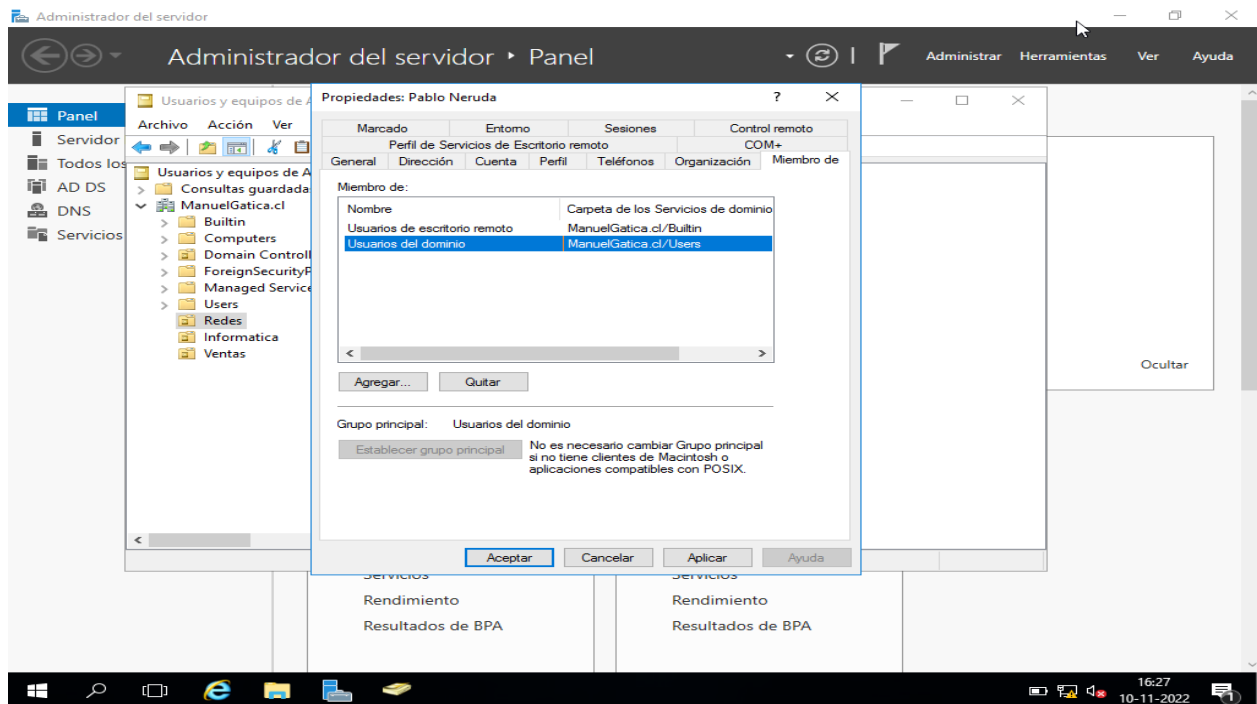 Administrador del servidor
Administrador del servidor • Panel
Administrar Herramientas Ver Ayuda
Panel
Servidor
Todos los
AD DS
DNS
Servicios
Usuarios y equipos de A
Archivo Acción Ver
Usuarios y equipos de A
Consultas guardada
ManuelGatica.cl
Builtin
Computers
Domain Controll
ForeignSecurityP
Managed Service
Users
Redes
Informatica
Ventas
Propiedades: Pablo Neruda
Marcado Entorno Sesiones Control remoto
Perfil de Servicios de Escritorio remoto COM+
General Dirección Cuenta Perfil Teléfonos Organización Miembro de
Miembro de:
Nombre Carpeta de los Servicios de dominio
Usuarios de escritorio remoto ManuelGatica.cl/Builtin
Usuarios del dominio ManuelGatica.cl/Users
Agregar... Quitar
Grupo principal: Usuarios del dominio
Establecer grupo principal
No es necesario cambiar Grupo principal
si no tiene clientes de Macintosh o
aplicaciones compatibles con POSIX.
Aceptar Cancelar Aplicar Ayuda
Ocultar
Servicios Servicios
Rendimiento Rendimiento
Resultados de BPA Resultados de BPA
16:27
10-11-2022
1